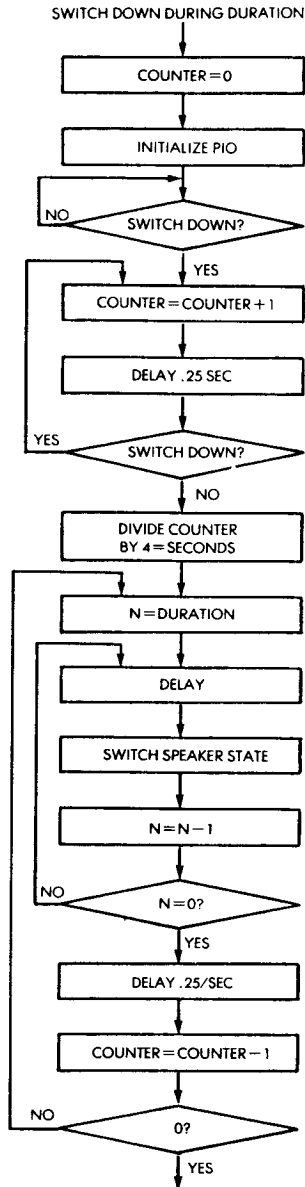 SWITCH DOWN DURING DURATION
COUNTER=0
INITIALIZE PIO
NO
SWITCH DOWN?
YES
COUNTER=COUNTER+1
DELAY .25 SEC
YES
SWITCH DOWN?
NO
DIVIDE COUNTER
BY 4=SECONDS
N=DURATION
DELAY
SWITCH SPEAKER STATE
N=N−1
NO
N=0?
YES
DELAY .25/SEC
COUNTER=COUNTER−1
NO
0?
YES